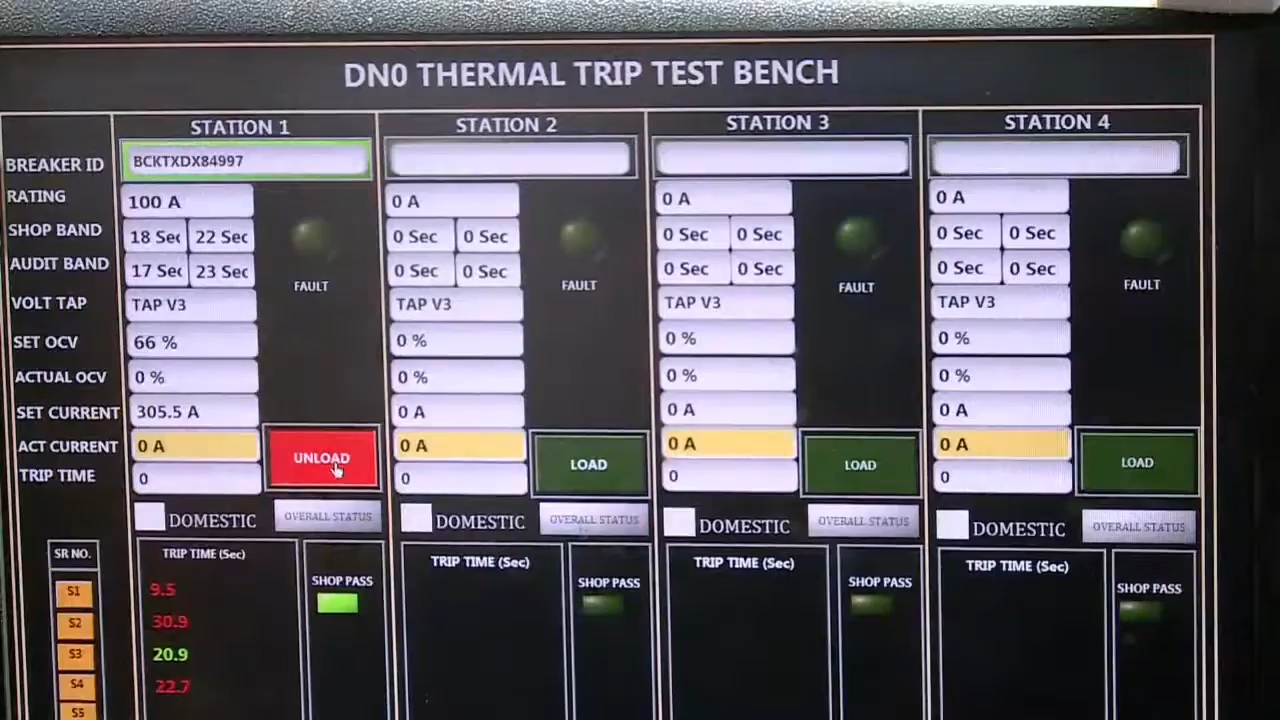 DN0 THERMAL TRIP TEST BENCH
STATION 1 STATION 2 STATION 3 STATION 4
BREAKER ID BCKTXDX84997
RATING 100 A 0 A 0 A 0 A
SHOP BAND 18 Sec 22 Sec 0 Sec 0 Sec 0 Sec 0 Sec 0 Sec 0 Sec
AUDIT BAND 17 Sec 23 Sec 0 Sec 0 Sec 0 Sec 0 Sec 0 Sec 0 Sec
FAULT FAULT FAULT FAULT
VOLT TAP TAP V3 TAP V3 TAP V3 TAP V3
SET OCV 66 % 0 % 0 % 0 %
ACTUAL OCV 0 % 0 % 0 % 0 %
SET CURRENT 305.5 A 0 A 0 A 0 A
ACT CURRENT 0 A UNLOAD 0 A LOAD 0 A LOAD 0 A LOAD
TRIP TIME 0 0 0 0
DOMESTIC OVERALL STATUS DOMESTIC OVERALL STATUS DOMESTIC OVERALL STATUS DOMESTIC OVERALL STATUS
SR NO. TRIP TIME (Sec) TRIP TIME (Sec) TRIP TIME (Sec) TRIP TIME (Sec)
SHOP PASS SHOP PASS SHOP PASS SHOP PASS
S1 9.5
S2 30.9
S3 20.9
S4 22.7
S5